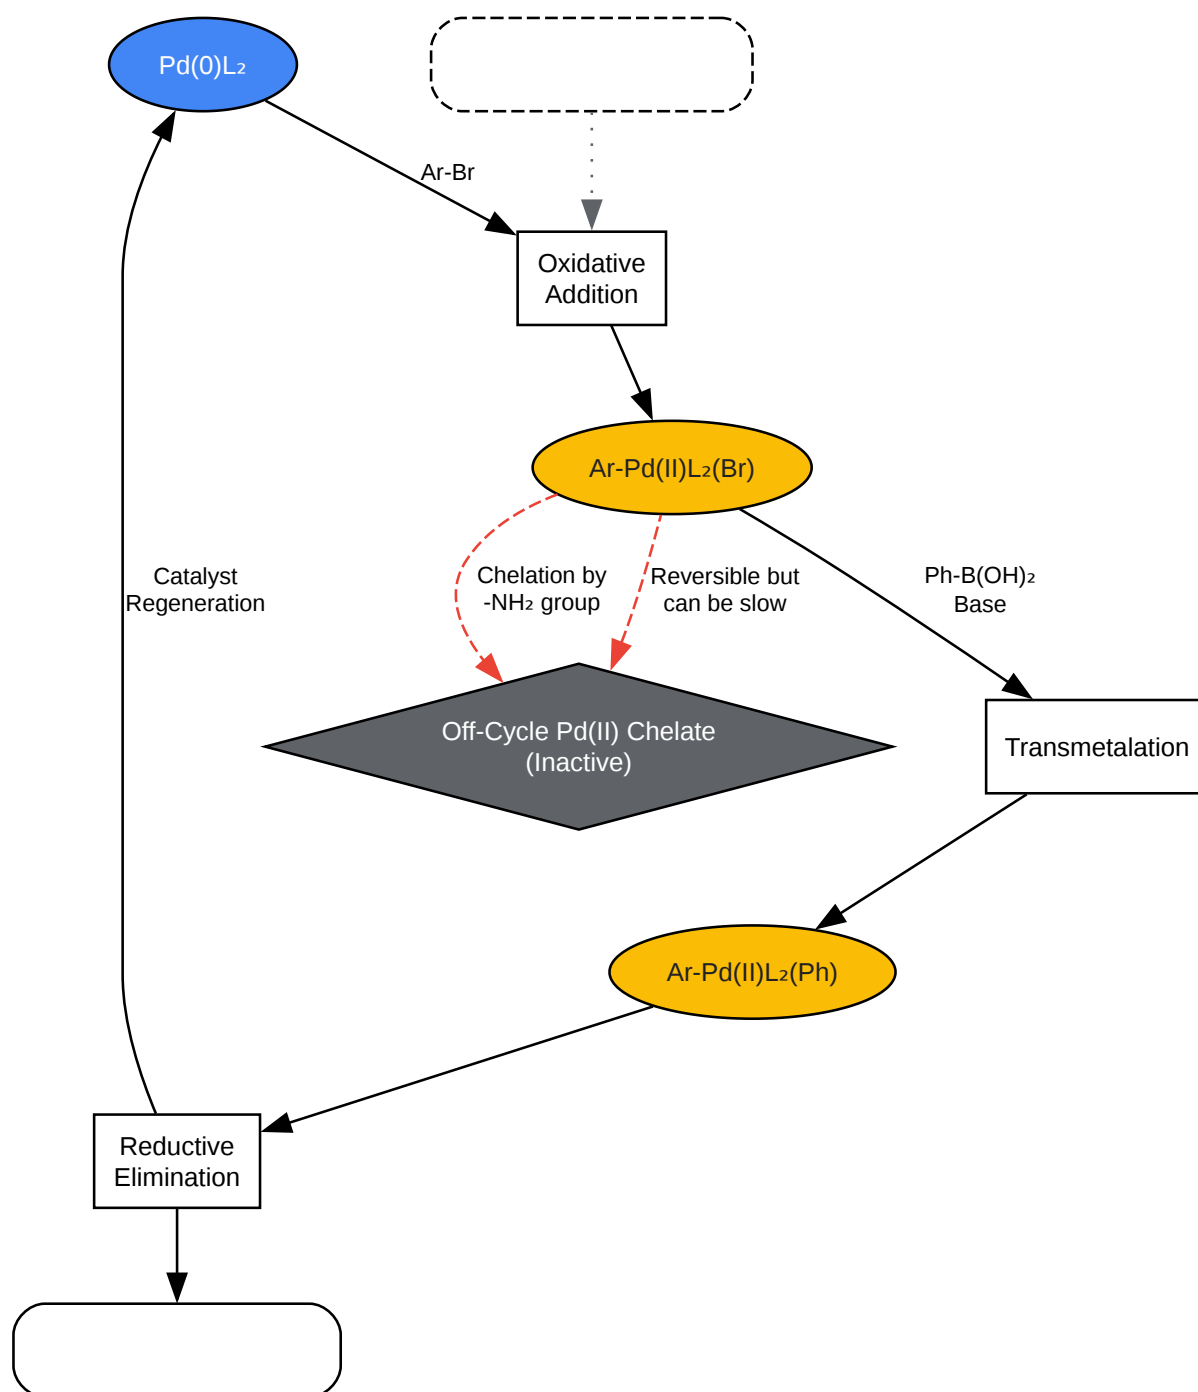 Pd(0)L₂
Ar-Br
Oxidative
Addition
Ar-Pd(II)L₂(Br)
Chelation by
-NH₂ group
Reversible but
can be slow
Ph-B(OH)₂
Base
Catalyst
Regeneration
Off-Cycle Pd(II) Chelate
(Inactive)
Transmetalation
Ar-Pd(II)L₂(Ph)
Reductive
Elimination